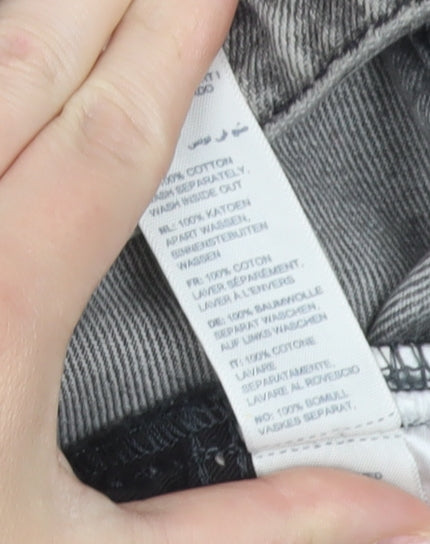 100% COTTON
WASH SEPARATELY,
WASH INSIDE OUT
NL: 100% KATOEN
APART WASSEN,
BINNENSTEBUITEN
WASSEN
FR: 100% COTON
LAVER SÉPARÉMENT,
LAVER À L'ENVERS
DE: 100% BAUMWOLLE
SEPARAT WASCHEN,
AUF LINKS WASCHEN
IT: 100% COTONE
LAVARE
SEPARATAMENTE,
LAVARE AL ROVESCIO
NO: 100% BOMULL
VASKES SEPARAT,